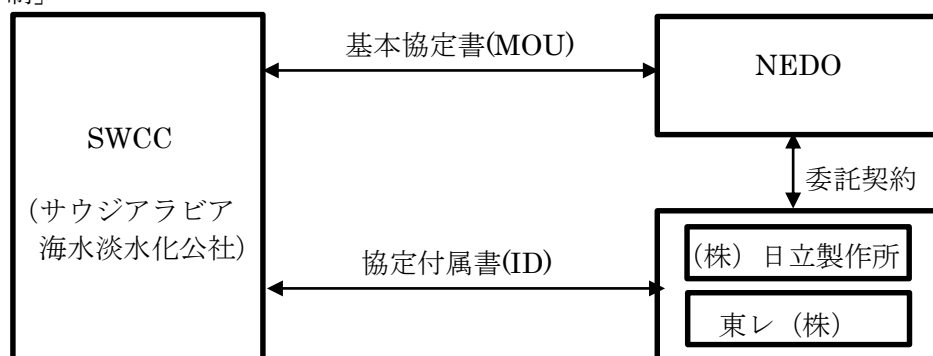 制」
基本協定書(MOU)
NEDO
SWCC
(サウジアラビア
海水淡水化公社)
委託契約
協定付属書(ID)
(株)日立製作所
東レ(株)